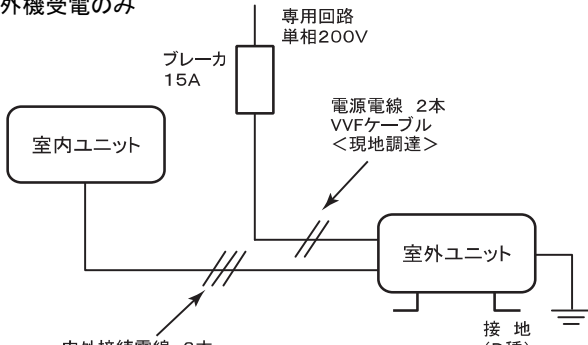 外機受電のみ
専用回路
単相200V
ブレーカ
15A
電源電線 2本
VVFケーブル
＜現地調達＞
室内ユニット
室外ユニット
接 地